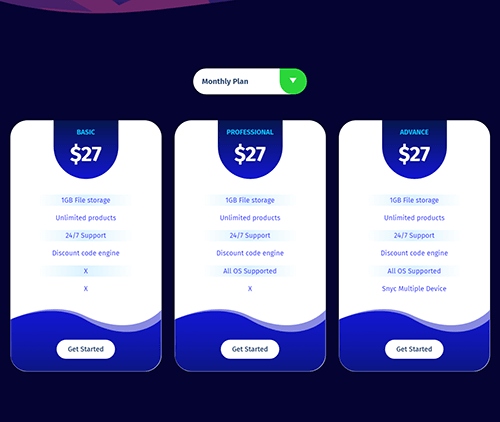 Monthly Plan
BASIC
$27
1GB File storage
Unlimited products
24/7 Support
Discount code engine
X
X
Get Started
PROFESSIONAL
$27
1GB File storage
Unlimited products
24/7 Support
Discount code engine
All OS Supported
X
Get Started
ADVANCE
$27
1GB File storage
Unlimited products
24/7 Support
Discount code engine
All OS Supported
Snyc Multiple Device
Get Started